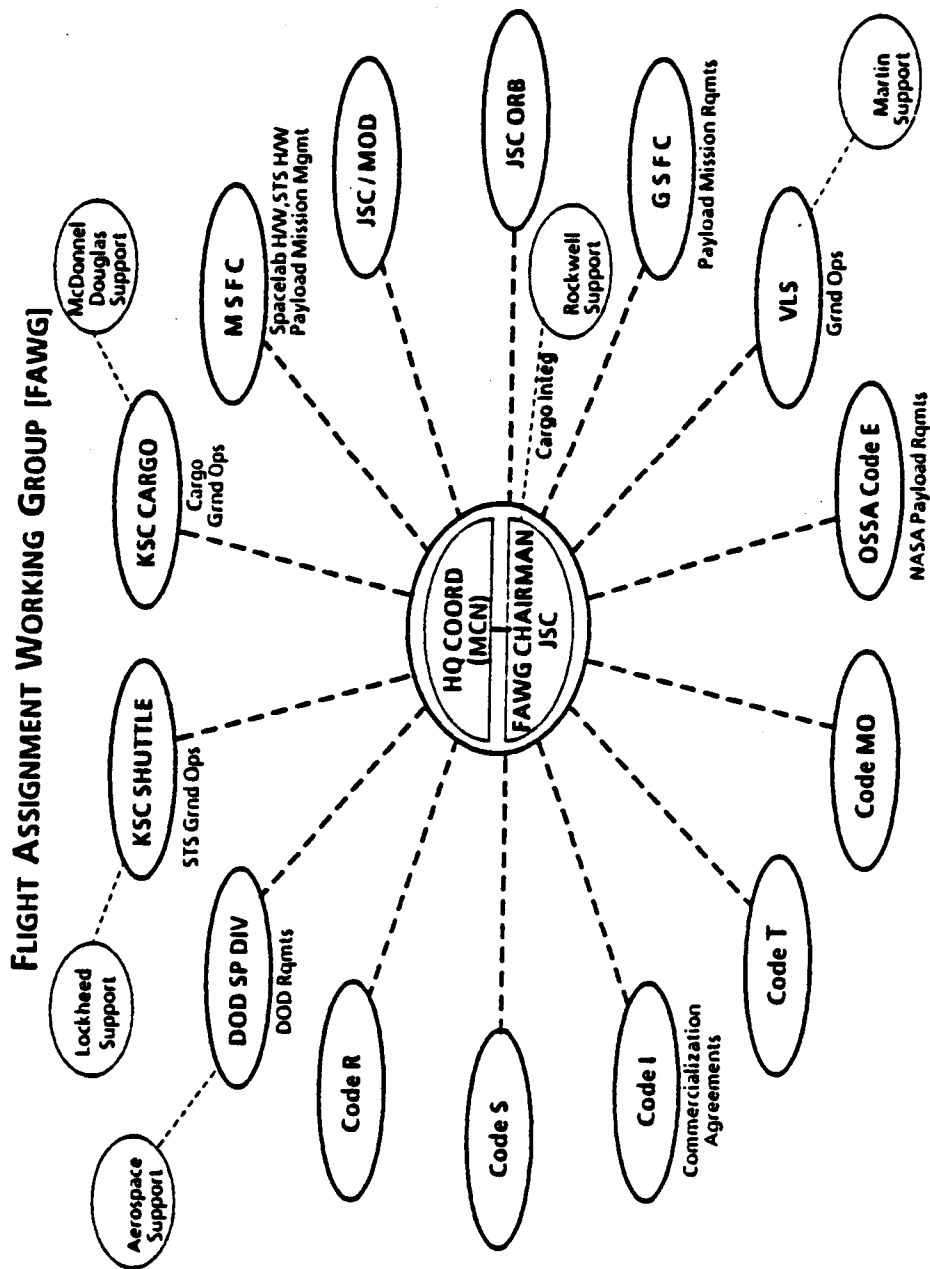 FLIGHT ASSIGNMENT WORKING GROUP [FAWG]
Lockheed
Support
McDonnel
Douglas
Support
Aerospace
Support
KSC SHUTTLE
STS Grnd Ops
KSC CARGO
Cargo
Grnd Ops
DOD SP DIV
DOD Rqmts
M S F C
Spacelab H/W,STS H/W
Payload Mission Mgmt
Code R
JSC / MOD
HQ COORD
(MCN)
FAWG CHAIRMAN
JSC
Code S
JSC ORB
Cargo Integ
Rockwell
Support
Code I
Commercialization
Agreements
G S F C
Payload Mission Rqmts
Code T
VLS
Grnd Ops
Martin
Support
Code MO
OSSA Code E
NASA Payload Rqmts